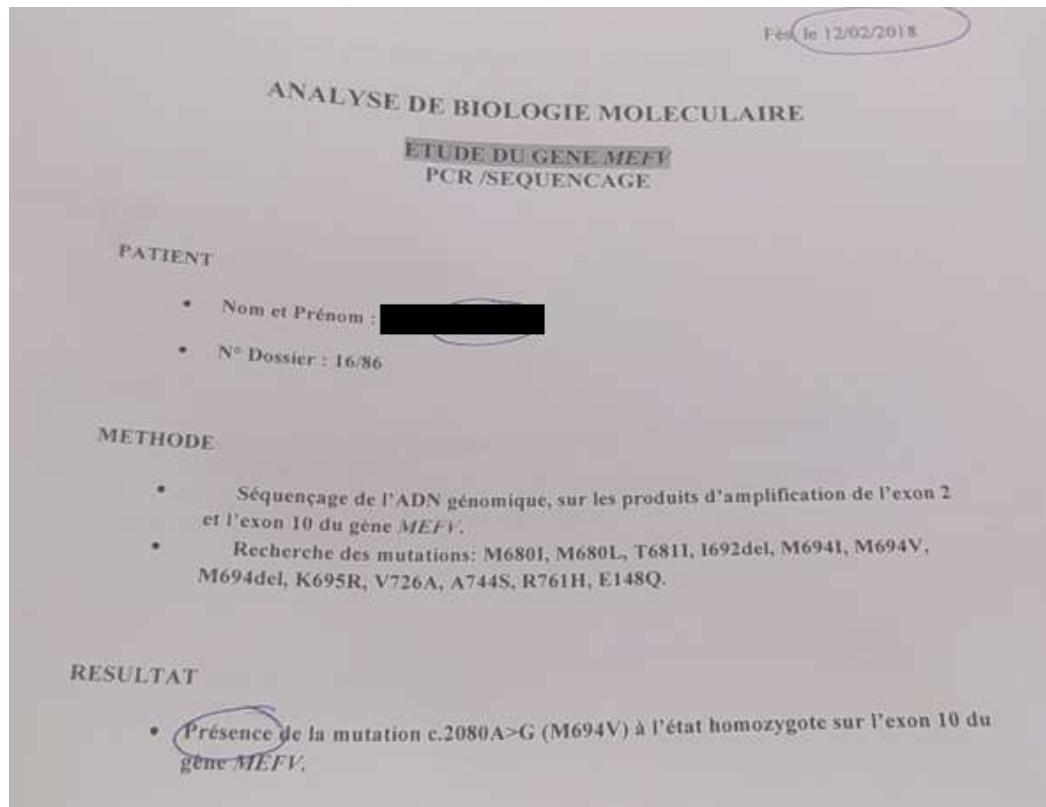 Fès, le 12/02/2018
ANALYSE DE BIOLOGIE MOLECULAIRE
ETUDE DU GENE MEFV
PCR /SEQUENCAGE
PATIENT
• Nom et Prénom :
• N° Dossier : 16/86
METHODE
• Séquençage de l'ADN génomique, sur les produits d'amplification de l'exon 2
et l'exon 10 du gène MEFV.
• Recherche des mutations: M680I, M680L, T681I, I692del, M694I, M694V,
M694del, K695R, V726A, A744S, R761H, E148Q.
RESULTAT
• Présence de la mutation c.2080A>G (M694V) à l'état homozygote sur l'exon 10 du
gène MEFV.